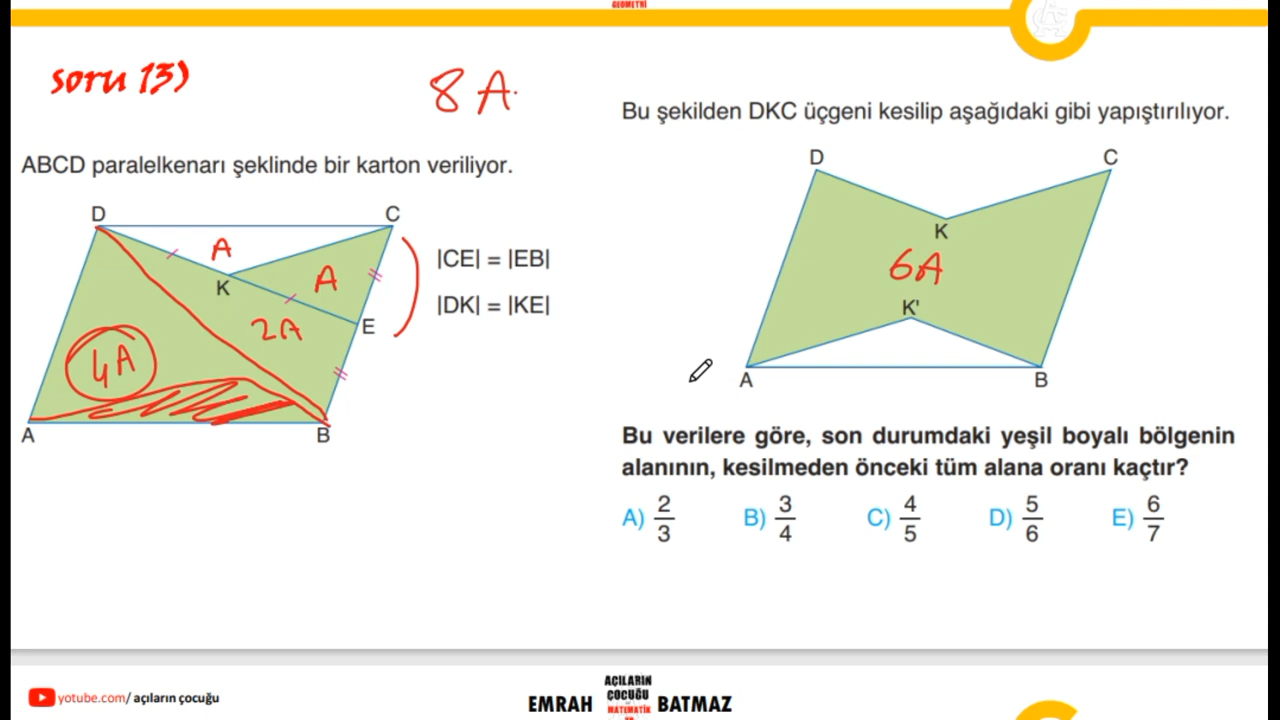 GEOMETRİ
soru 13)
8A
ABCD paralelkenarı şeklinde bir karton veriliyor.
D
C
A
A
K
|CE| = |EB|
|DK| = |KE|
2A
E
4A
A
B
Bu şekilden DKC üçgeni kesilip aşağıdaki gibi yapıştırılıyor.
D
C
K
6A
K'
A
B
Bu verilere göre, son durumdaki yeşil boyalı bölgenin
alanının, kesilmeden önceki tüm alana oranı kaçtır?
A) 2/3 B) 3/4 C) 4/5 D) 5/6 E) 6/7
yotube.com/ açıların çocuğu
EMRAH
AÇILARIN
ÇOCUĞU
MATEMATİK
BATMAZ